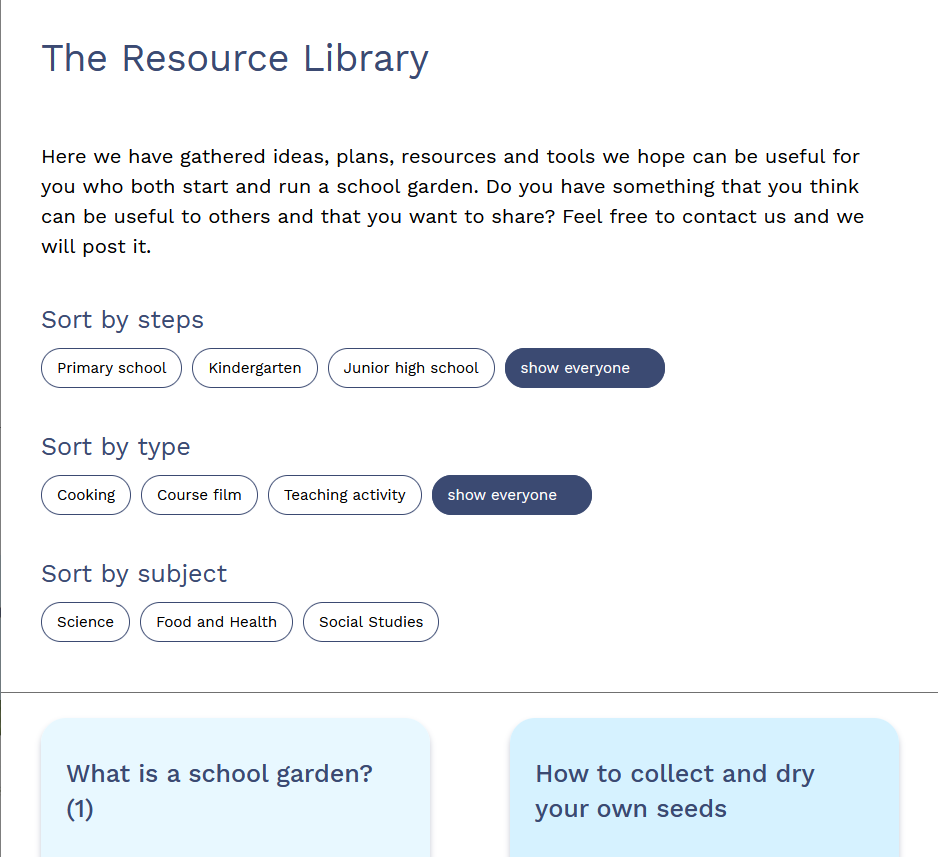 The Resource Library
Here we have gathered ideas, plans, resources and tools we hope can be useful for
you who both start and run a school garden. Do you have something that you think
can be useful to others and that you want to share? Feel free to contact us and we
will post it.
Sort by steps
Primary school Kindergarten Junior high school show everyone
Sort by type
Cooking Course film Teaching activity show everyone
Sort by subject
Science Food and Health Social Studies
What is a school garden?
(1)
How to collect and dry
your own seeds